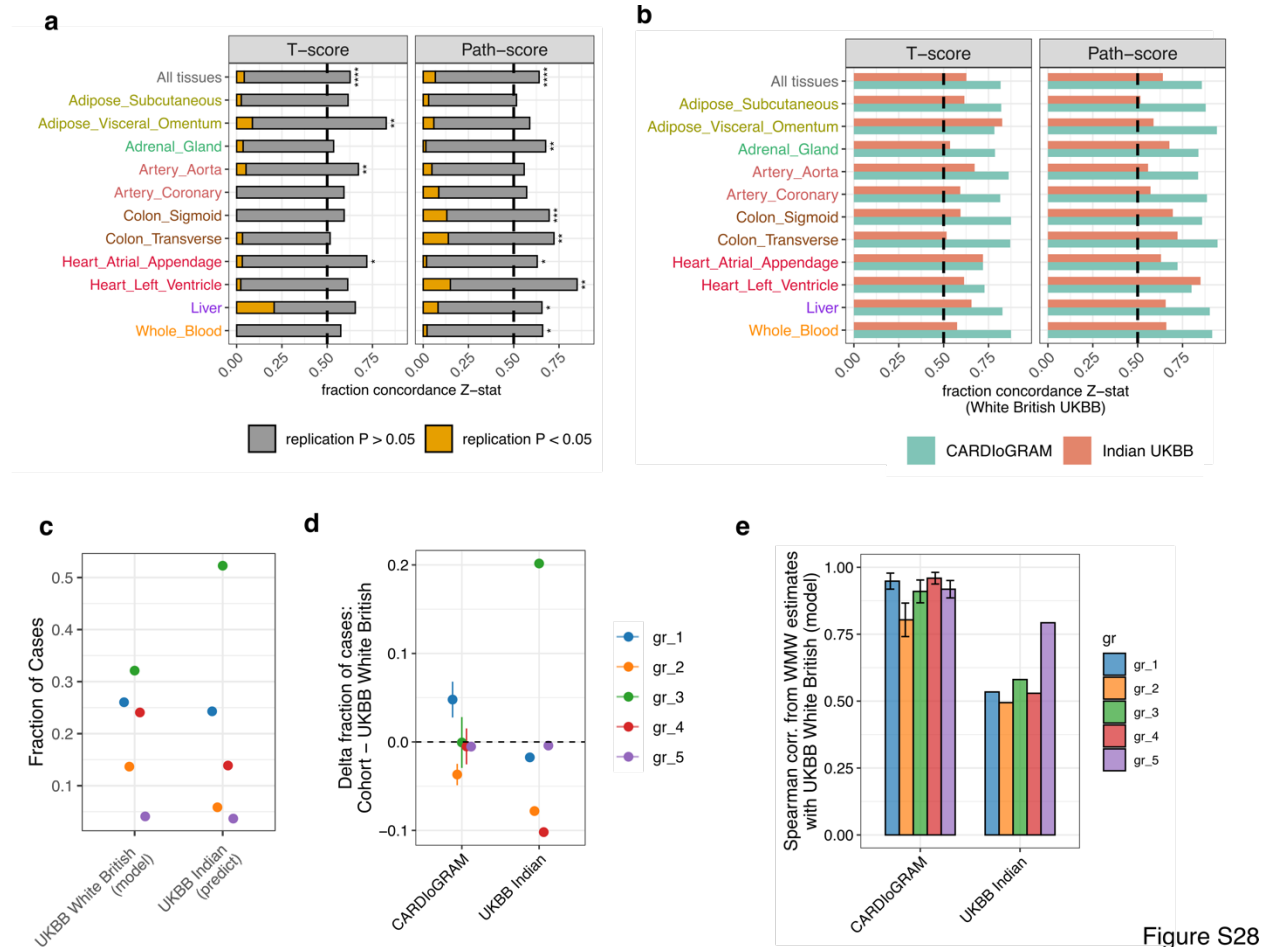 a
T−score
Path−score
All tissues
Adipose_Subcutaneous
Adipose_Visceral_Omentum
Adrenal_Gland
Artery_Aorta
Artery_Coronary
Colon_Sigmoid
Colon_Transverse
Heart_Atrial_Appendage
Heart_Left_Ventricle
Liver
Whole_Blood
****
**
**
*
****
**
***
**
*
**
*
*
0.00 0.25 0.50 0.75
0.00 0.25 0.50 0.75
fraction concordance Z−stat
replication P > 0.05
replication P < 0.05
b
T−score
Path−score
All tissues
Adipose_Subcutaneous
Adipose_Visceral_Omentum
Adrenal_Gland
Artery_Aorta
Artery_Coronary
Colon_Sigmoid
Colon_Transverse
Heart_Atrial_Appendage
Heart_Left_Ventricle
Liver
Whole_Blood
0.00 0.25 0.50 0.75
0.00 0.25 0.50 0.75
fraction concordance Z−stat
(White British UKBB)
CARDIoGRAM
Indian UKBB
c
Fraction of Cases
0.5
0.4
0.3
0.2
0.1
UKBB White British
(model)
UKBB Indian
(predict)
d
Delta fraction of cases:
Cohort − UKBB White British
0.2
0.1
0.0
−0.1
CARDIoGRAM
UKBB Indian
gr_1
gr_2
gr_3
gr_4
gr_5
e
Spearman corr. from WMW estimates
with UKBB White British (model)
1.00
0.75
0.50
0.25
0.00
CARDIoGRAM
UKBB Indian
gr
gr_1
gr_2
gr_3
gr_4
gr_5
Figure S28